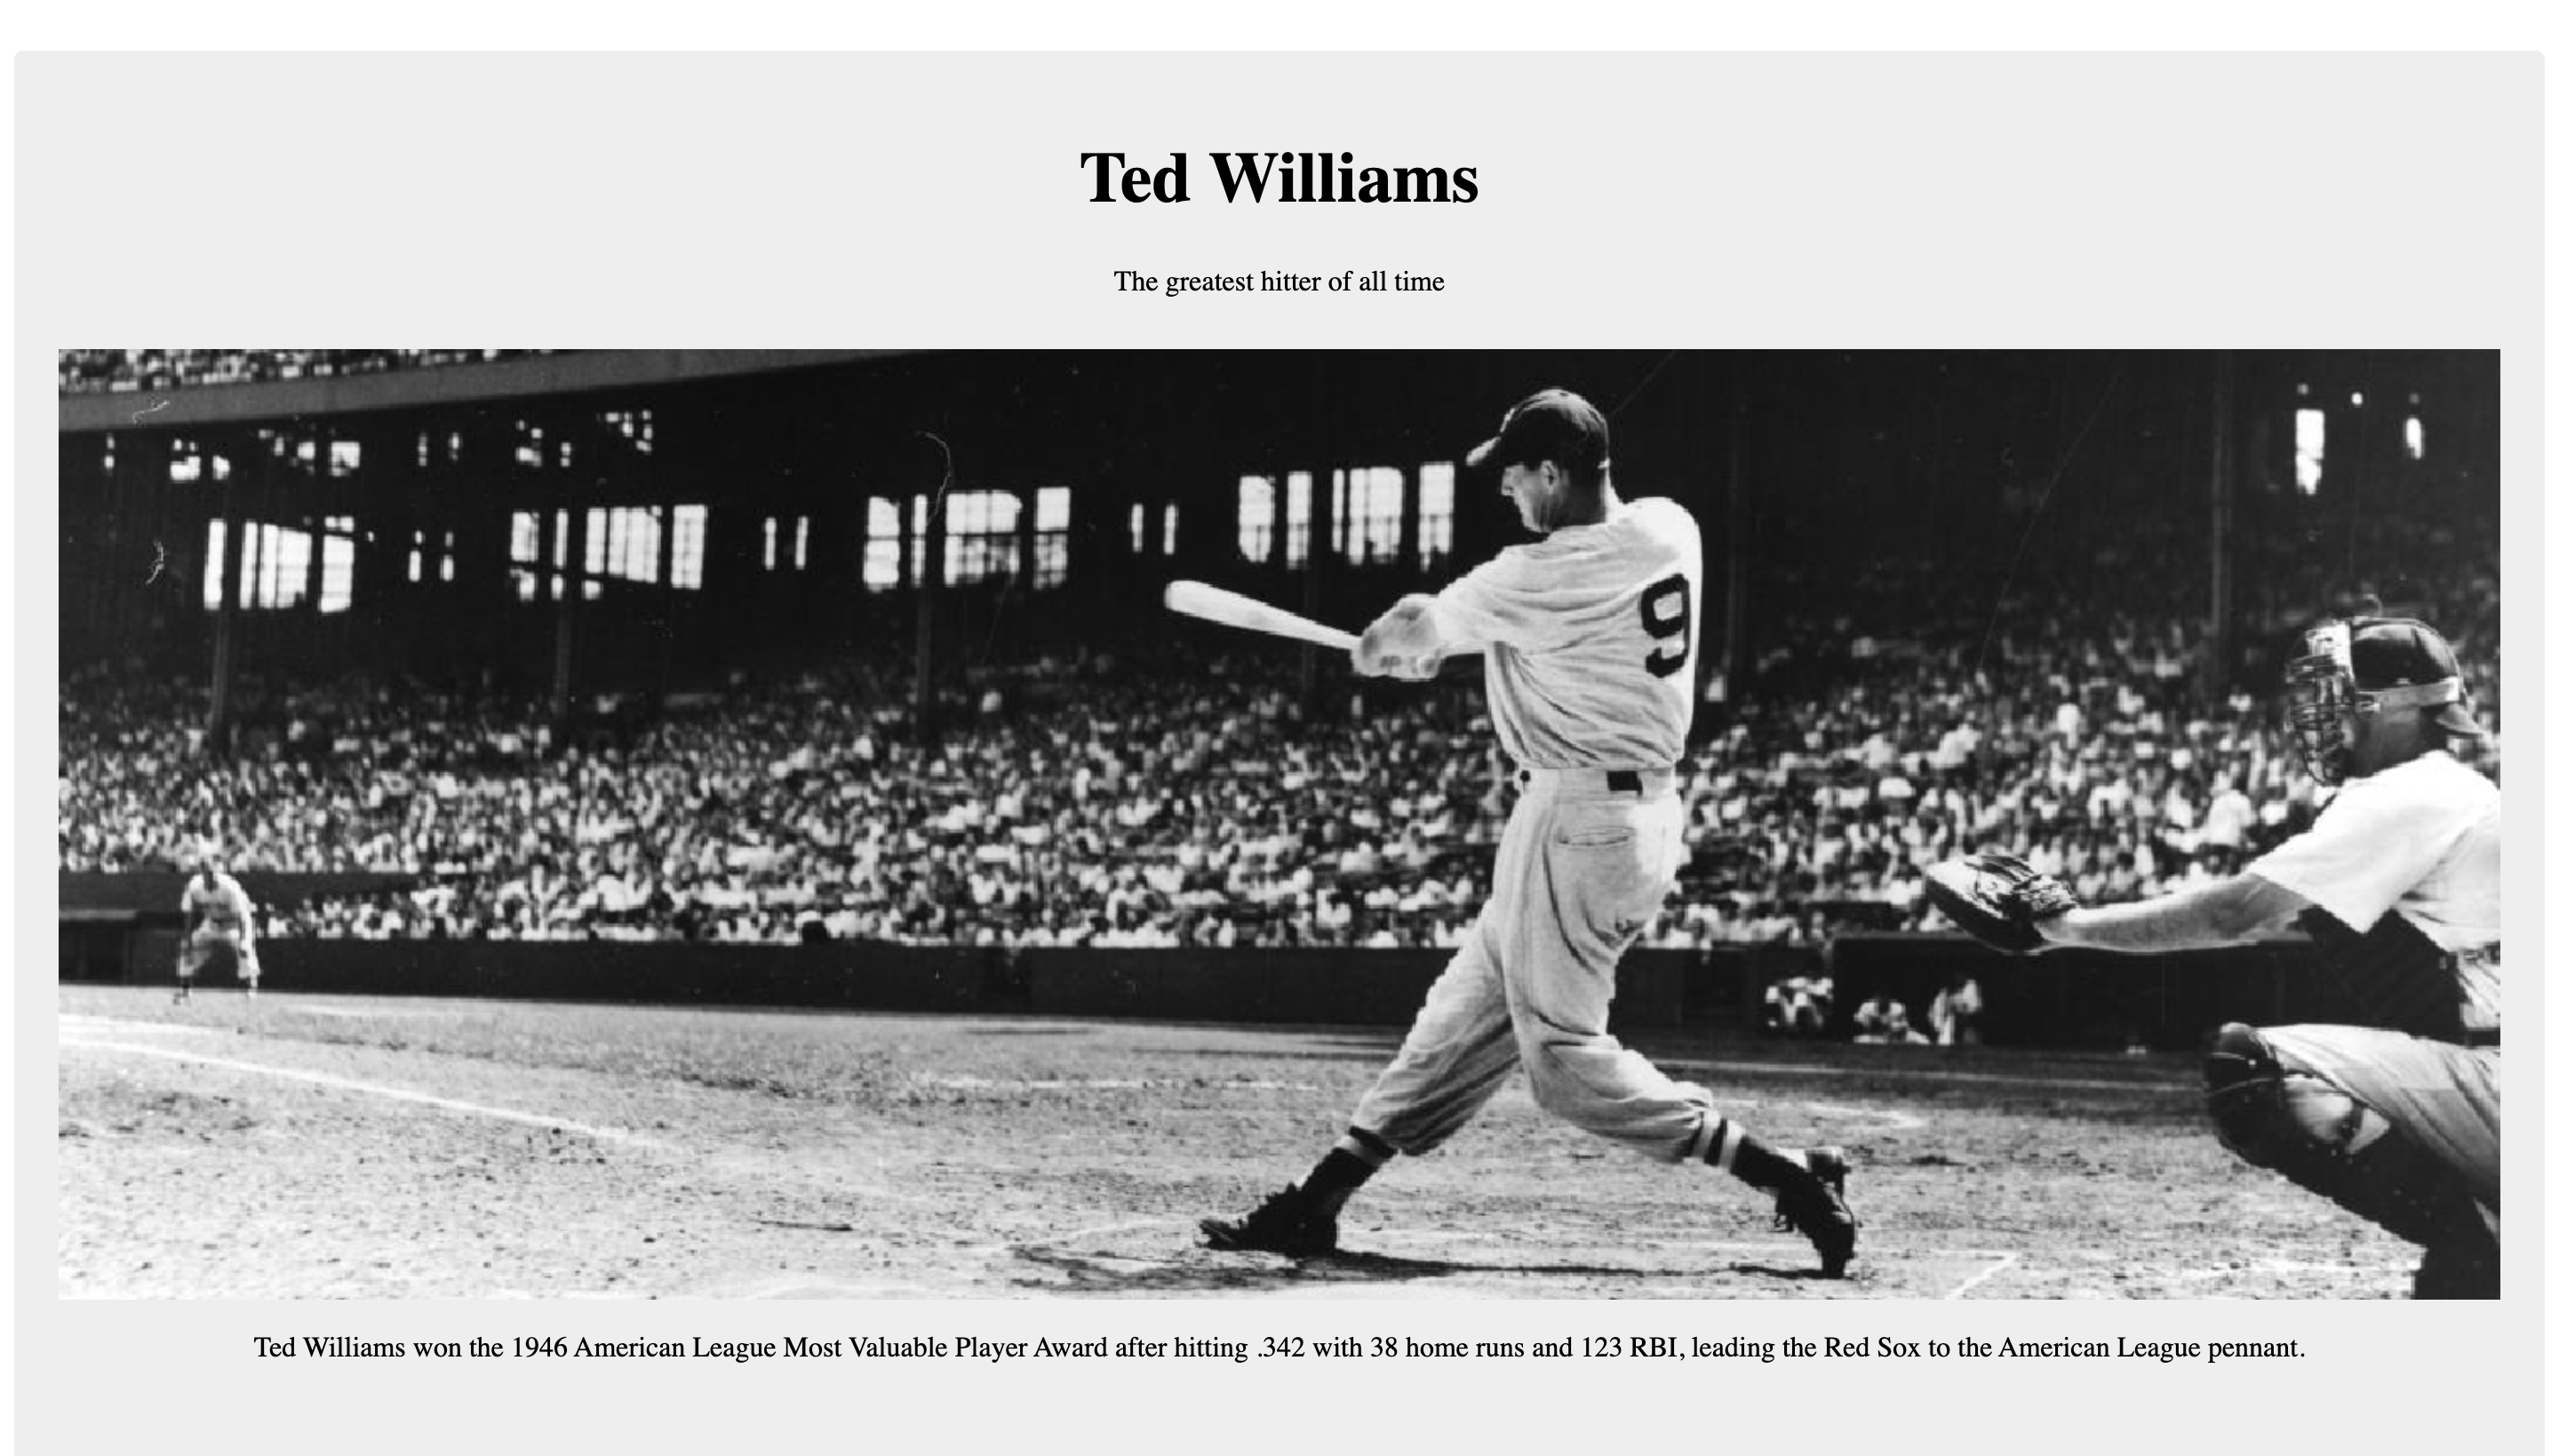 Ted Williams
The greatest hitter of all time
9
Ted Williams won the 1946 American League Most Valuable Player Award after hitting .342 with 38 home runs and 123 RBI, leading the Red Sox to the American League pennant.